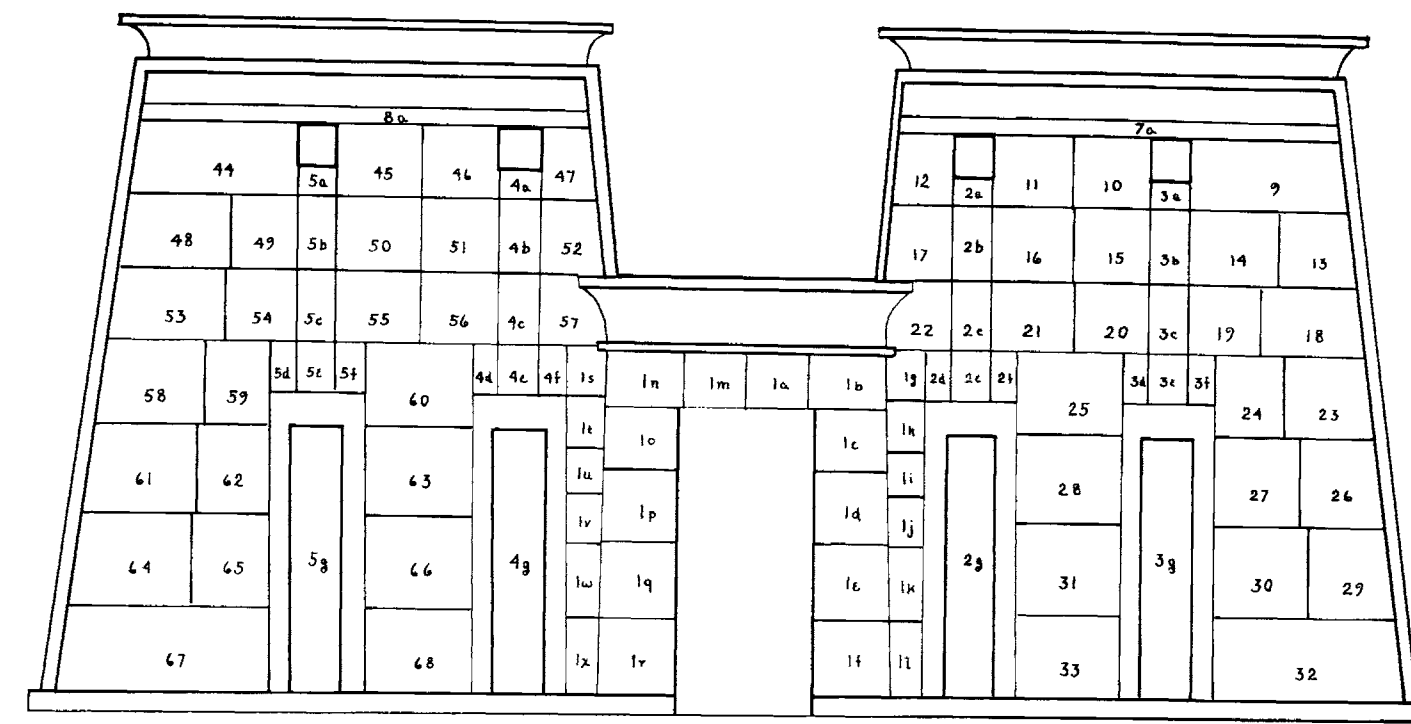 8a
7a
44 5a 45 46 4a 47
12 2a 11 10 3a 9
48 49 5b 50 51 4b 52
17 2b 16 15 3b 14 13
53 54 5c 55 56 4c 57
22 2c 21 20 3c 19 18
58 59 5d 5e 5f 60 4d 4e 4f 1s 1n 1m 1a 1b 1g 2d 2e 2f 25 3d 3e 3f 24 23
1t 1o 1c 1h
61 62 63 1u 1i 28 27 26
1v 1p 1d 1j
64 65 5g 66 4g 1w 1q 1e 1k 2g 31 3g 30 29
67 68 1x 1r 1f 1l 33 32